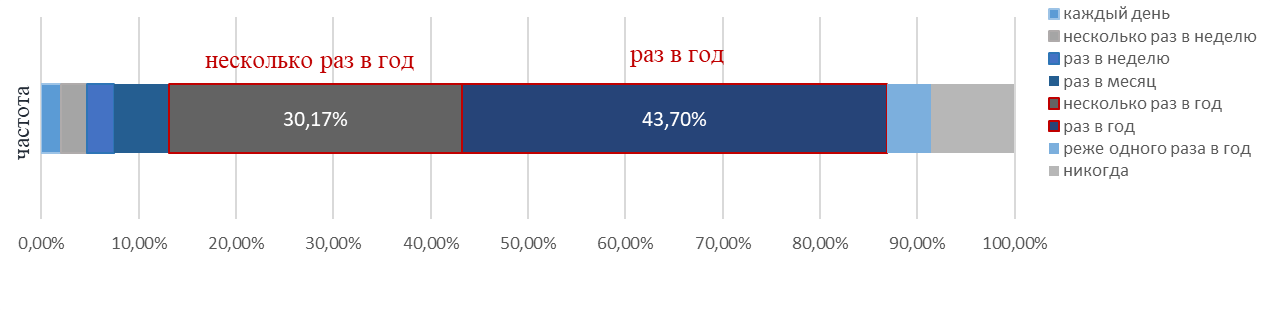 несколько раз в год
раз в год
частота
30,17%
43,70%
0,00%
10,00%
20,00%
30,00%
40,00%
50,00%
60,00%
70,00%
80,00%
90,00%
100,00%
каждый день
несколько раз в неделю
раз в неделю
раз в месяц
несколько раз в год
раз в год
реже одного раза в год
никогда